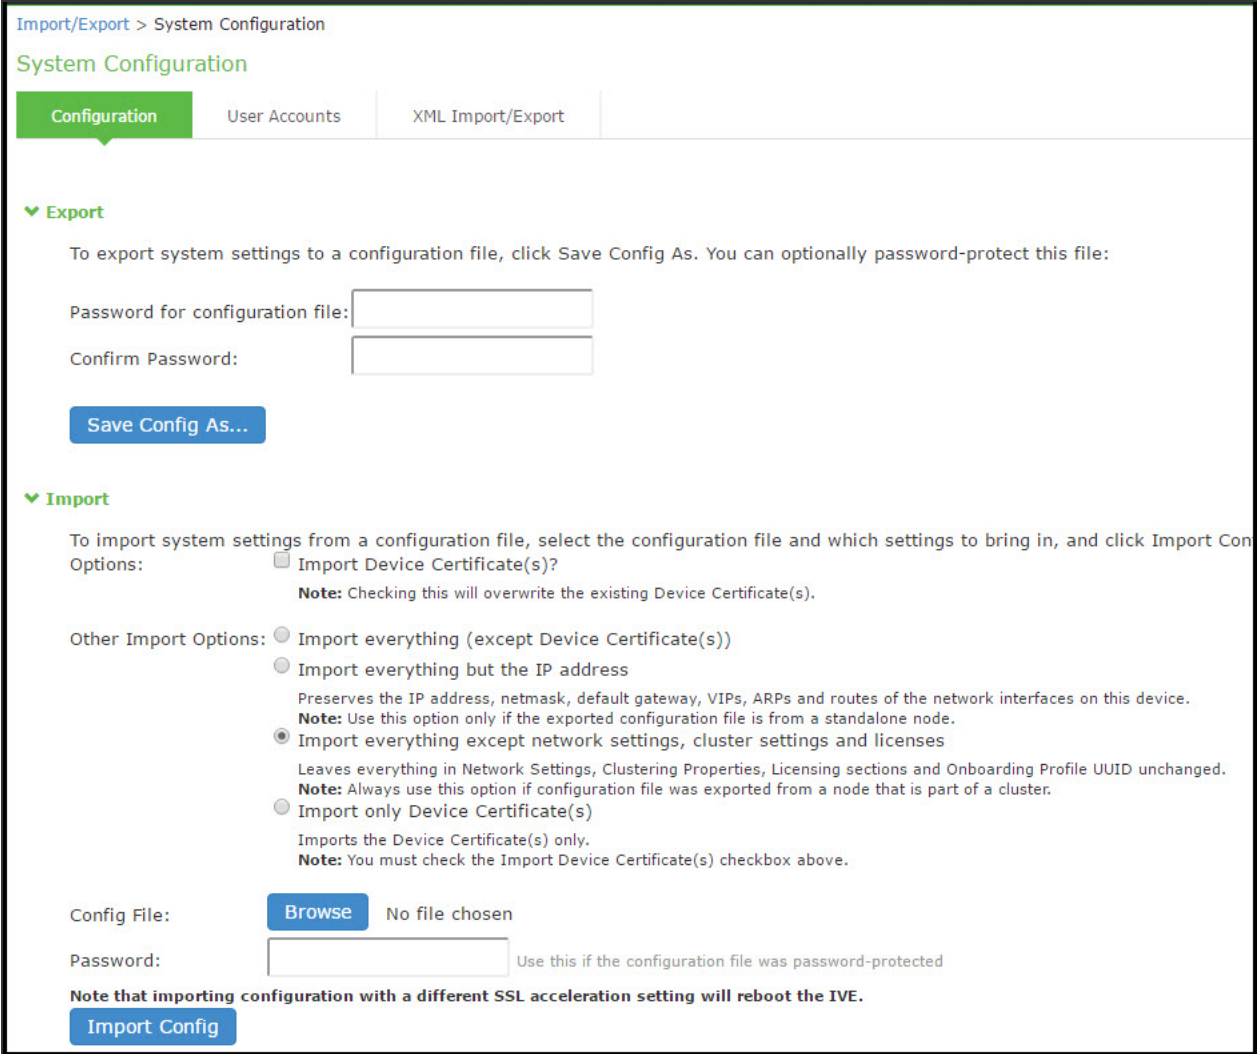 Import/Export > System Configuration
System Configuration
Configuration User Accounts XML Import/Export
Export
To export system settings to a configuration file, click Save Config As. You can optionally password-protect this file:
Password for configuration file:
Confirm Password:
Save Config As...
Import
To import system settings from a configuration file, select the configuration file and which settings to bring in, and click Import Con
Options: Import Device Certificate(s)?
Note: Checking this will overwrite the existing Device Certificate(s).
Other Import Options: Import everything (except Device Certificate(s))
Import everything but the IP address
Preserves the IP address, netmask, default gateway, VIPs, ARPs and routes of the network interfaces on this device.
Note: Use this option only if the exported configuration file is from a standalone node.
Import everything except network settings, cluster settings and licenses
Leaves everything in Network Settings, Clustering Properties, Licensing sections and Onboarding Profile UUID unchanged.
Note: Always use this option if configuration file was exported from a node that is part of a cluster.
Import only Device Certificate(s)
Imports the Device Certificate(s) only.
Note: You must check the Import Device Certificate(s) checkbox above.
Config File: Browse No file chosen
Password: Use this if the configuration file was password-protected
Note that importing configuration with a different SSL acceleration setting will reboot the IVE.
Import Config